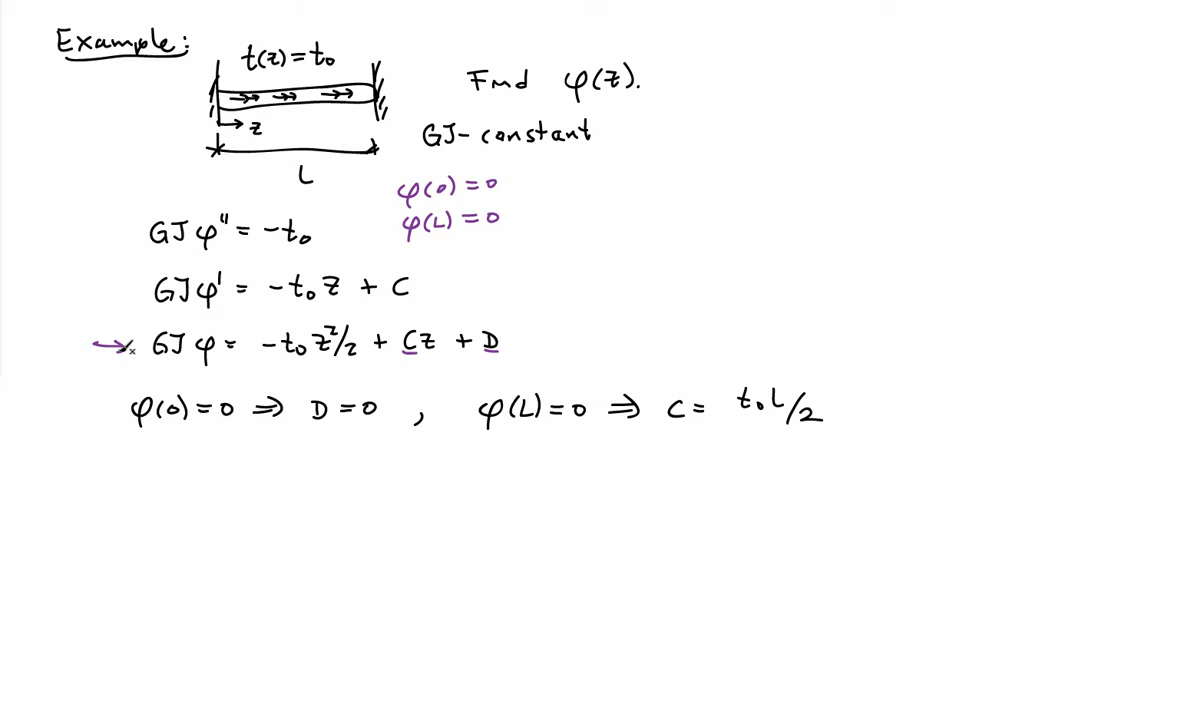 Example:
t(z) = t₀
Find φ(z).
z
GJ - constant
L
φ(0) = 0
φ(L) = 0
GJ φ'' = -t₀
GJ φ' = -t₀ z + C
GJ φ = -t₀ z²/2 + Cz + D
φ(0) = 0 ⇒ D = 0 , φ(L) = 0 ⇒ C = t₀L/2